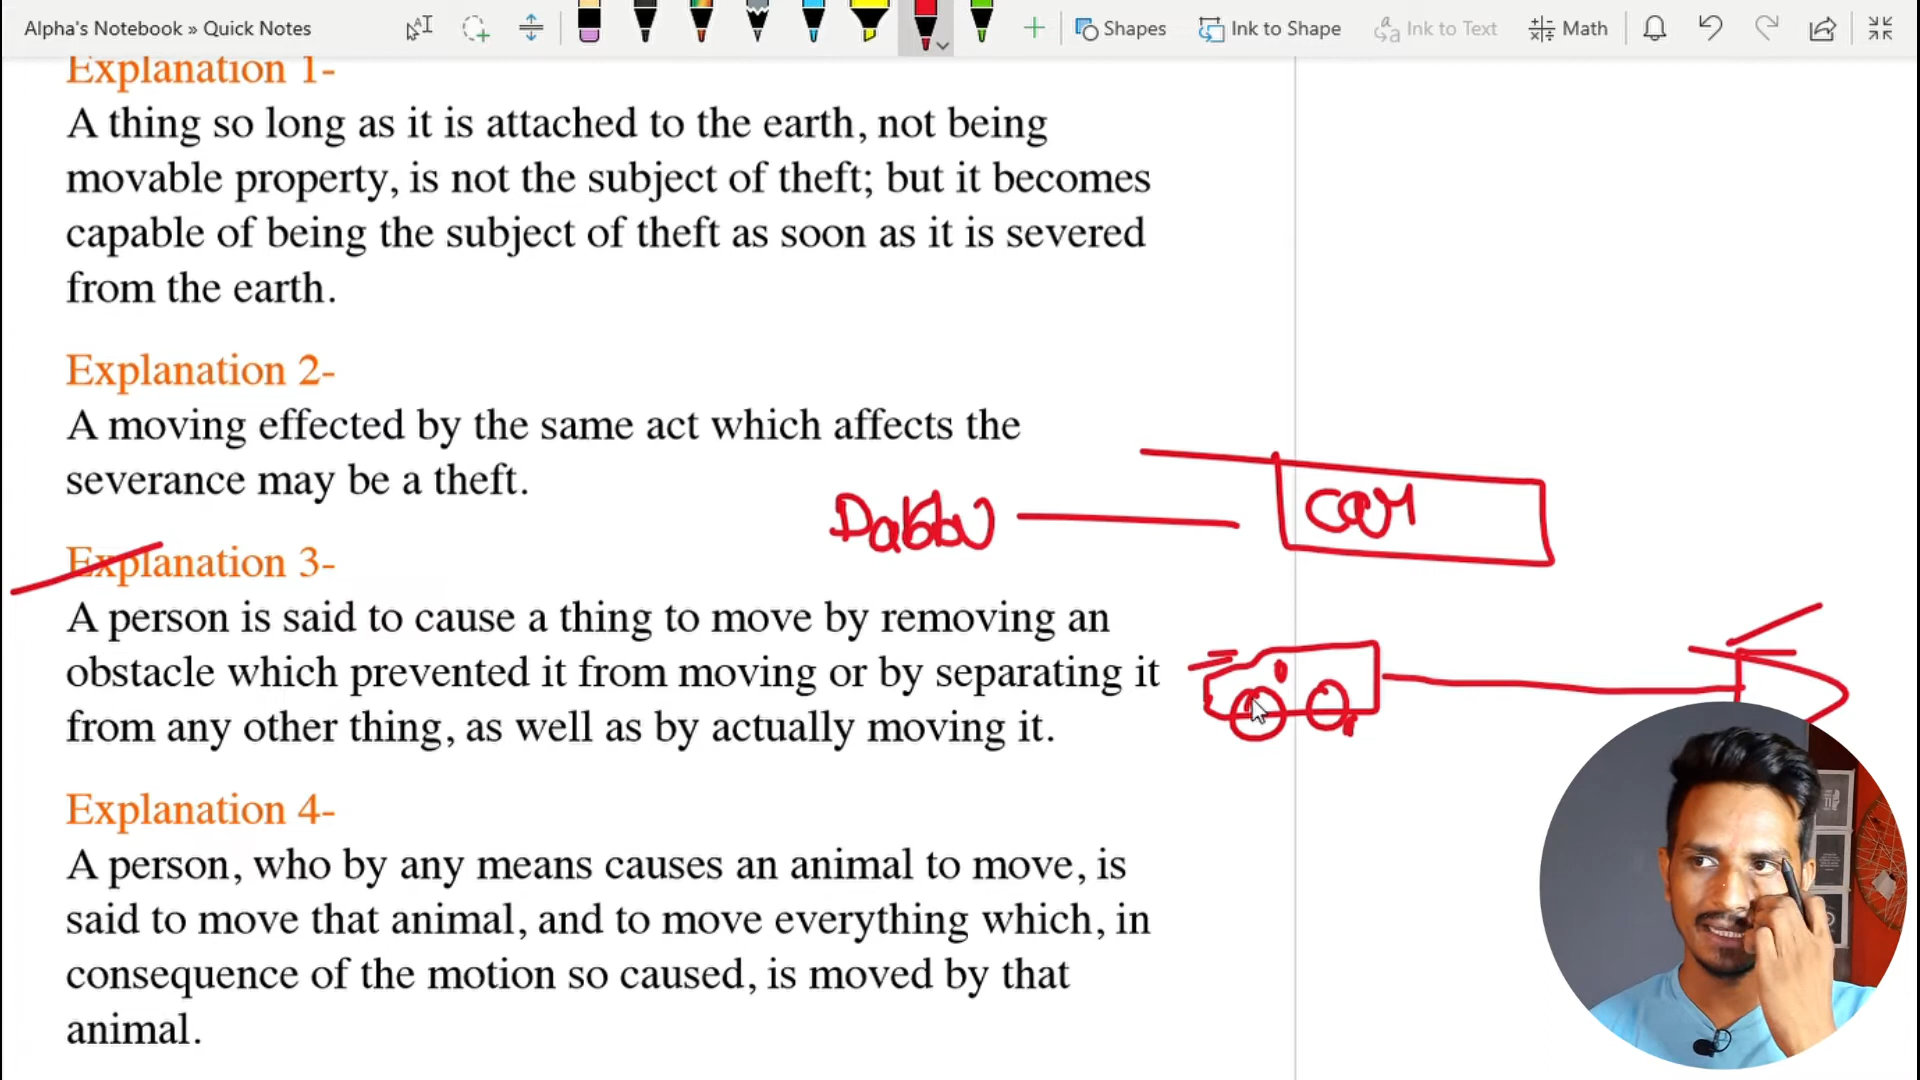 Alpha's Notebook » Quick Notes
Shapes
Ink to Shape
Ink to Text
Math
Explanation 1-
A thing so long as it is attached to the earth, not being
movable property, is not the subject of theft; but it becomes
capable of being the subject of theft as soon as it is severed
from the earth.
Explanation 2-
A moving effected by the same act which affects the
severance may be a theft.
Dabbu
car
Explanation 3-
A person is said to cause a thing to move by removing an
obstacle which prevented it from moving or by separating it
from any other thing, as well as by actually moving it.
Explanation 4-
A person, who by any means causes an animal to move, is
said to move that animal, and to move everything which, in
consequence of the motion so caused, is moved by that
animal.